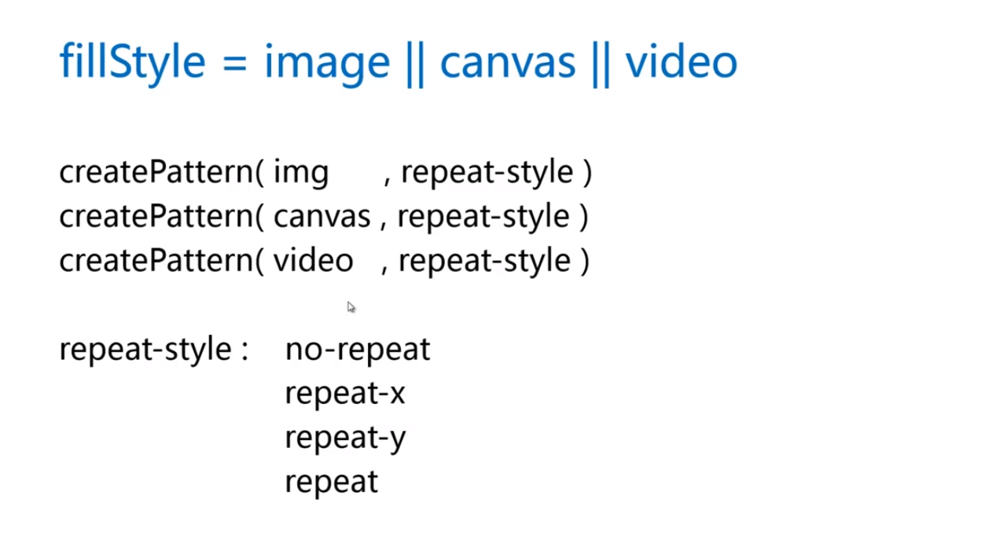 fillStyle = image || canvas || video
createPattern( img , repeat-style )
createPattern( canvas , repeat-style )
createPattern( video , repeat-style )
repeat-style : no-repeat
repeat-x
repeat-y
repeat